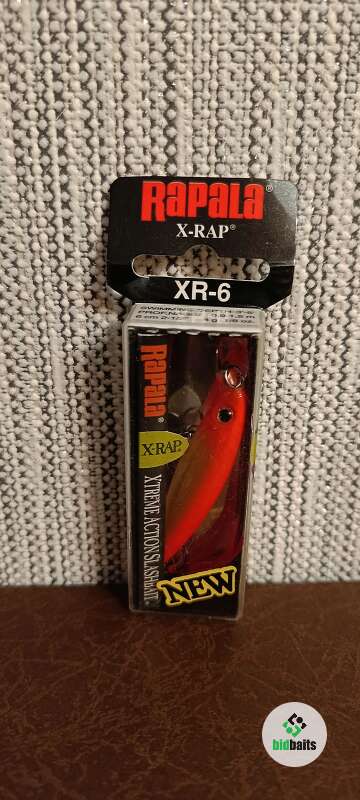 Rapala
X-RAP®
XR-6
Rapala
X-RAP
XTREME ACTION SLASHBAIT
NEW
bidbaits